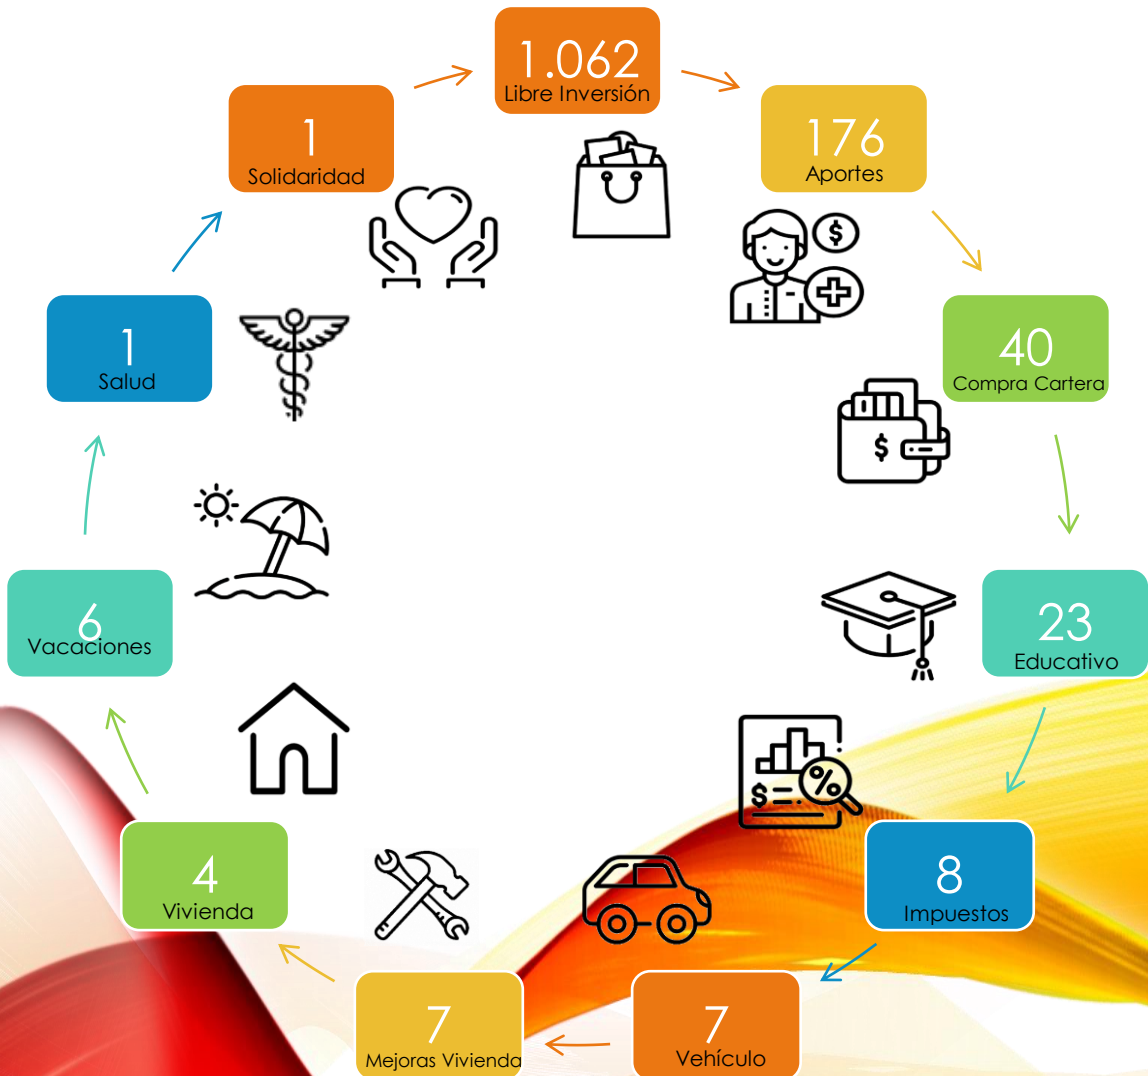 1.062
Libre Inversión
176
Aportes
40
Compra Cartera
23
Educativo
8
Impuestos
7
Vehículo
7
Mejoras Vivienda
4
Vivienda
6
Vacaciones
1
Salud
1
Solidaridad
$
$
$
%